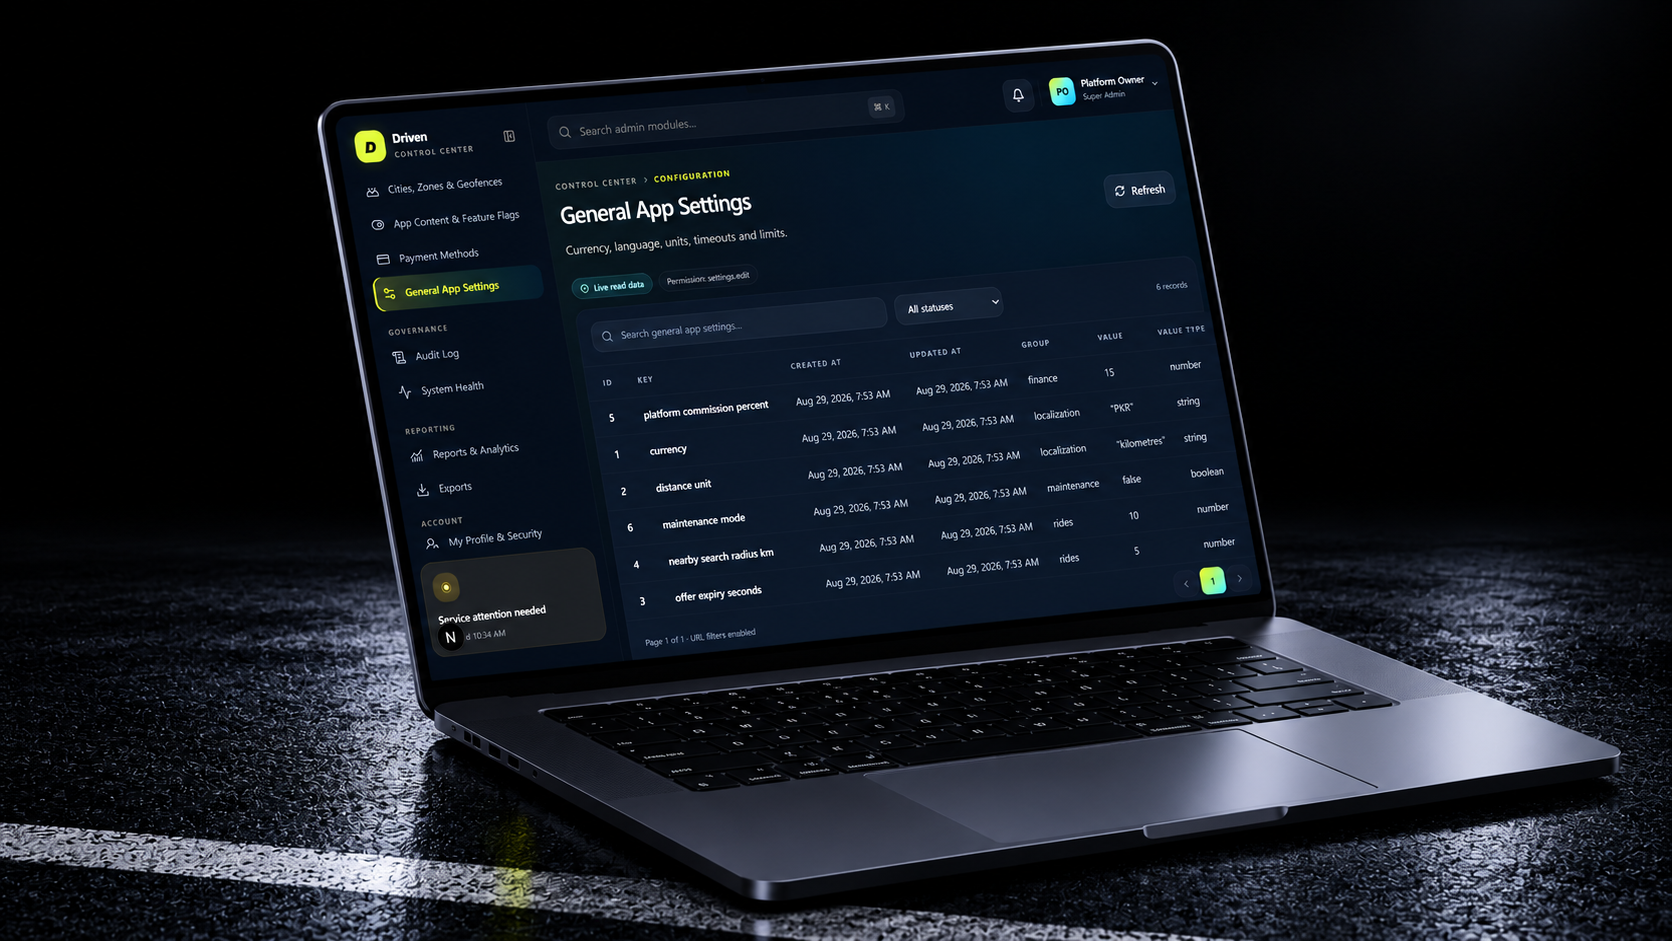 D
Driven
CONTROL CENTER
Cities, Zones & Geofences
App Content & Feature Flags
Payment Methods
General App Settings
GOVERNANCE
Audit Log
System Health
REPORTING
Reports & Analytics
Exports
ACCOUNT
My Profile & Security
Service attention needed
N d 10:34 AM
Search admin modules...
⌘ K
PO
Platform Owner
Super Admin
CONTROL CENTER > CONFIGURATION
General App Settings
Currency, language, units, timeouts and limits.
Refresh
Live read data
Permission: settings.edit
Search general app settings...
All statuses
6 records
ID KEY CREATED AT UPDATED AT GROUP VALUE VALUE TYPE
5 platform commission percent Aug 29, 2026, 7:53 AM Aug 29, 2026, 7:53 AM finance 15 number
1 currency Aug 29, 2026, 7:53 AM Aug 29, 2026, 7:53 AM localization "PKR" string
2 distance unit Aug 29, 2026, 7:53 AM Aug 29, 2026, 7:53 AM localization "kilometres" string
6 maintenance mode Aug 29, 2026, 7:53 AM Aug 29, 2026, 7:53 AM maintenance false boolean
4 nearby search radius km Aug 29, 2026, 7:53 AM Aug 29, 2026, 7:53 AM rides 10 number
3 offer expiry seconds Aug 29, 2026, 7:53 AM Aug 29, 2026, 7:53 AM rides 5 number
Page 1 of 1 · URL filters enabled
< 1 >